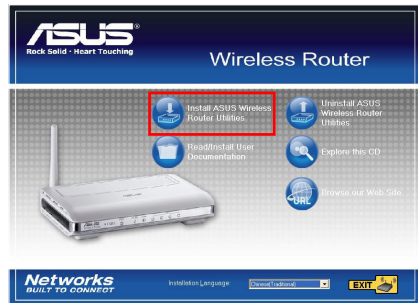 ASUS
Rock Solid · Heart Touching
Wireless Router
Install ASUS Wireless
Router Utilities
Uninstall ASUS
Wireless Router
Utilities
Read/Install User
Documentation
Explore this CD
URL
Browse our Web Site
Networks
BUILT TO CONNECT
Installation Language:
Chinese(Traditional)
EXIT